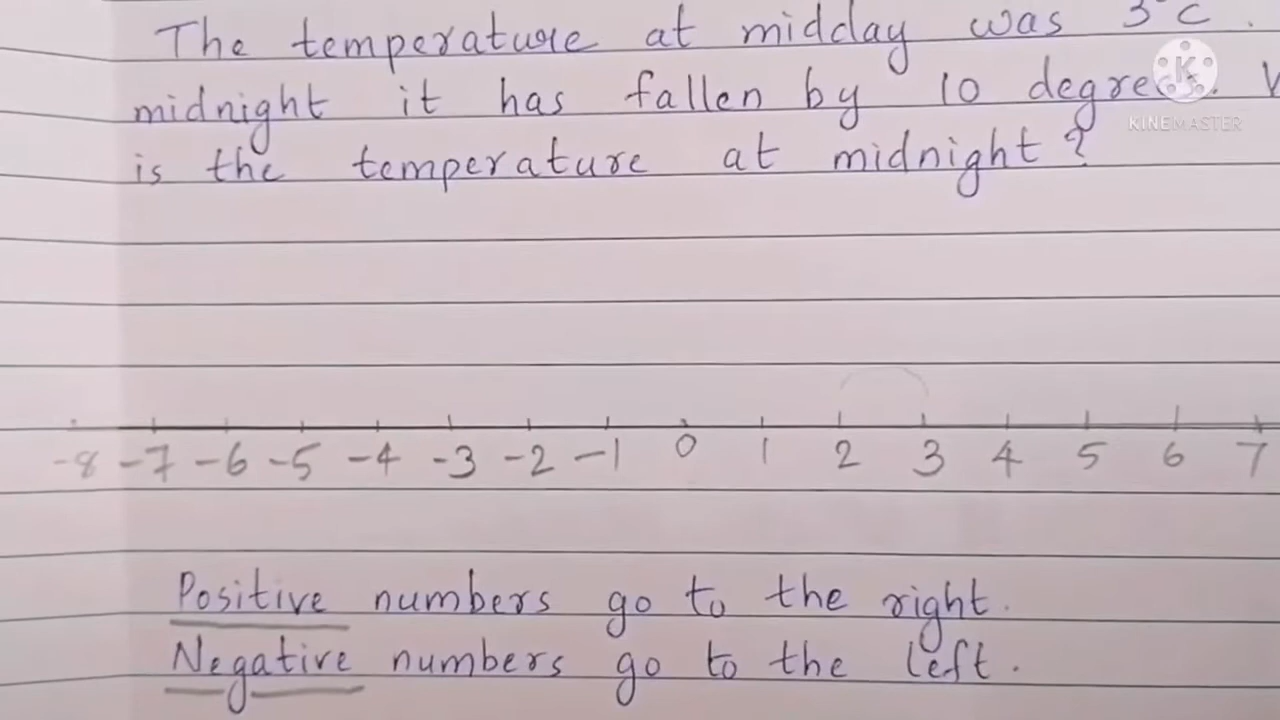 The temperature at midday was 3°C.
midnight it has fallen by 10 degrees.
is the temperature at midnight?
-8 -7 -6 -5 -4 -3 -2 -1 0 1 2 3 4 5 6 7
Positive numbers go to the right.
Negative numbers go to the left.
K
KINEMASTER